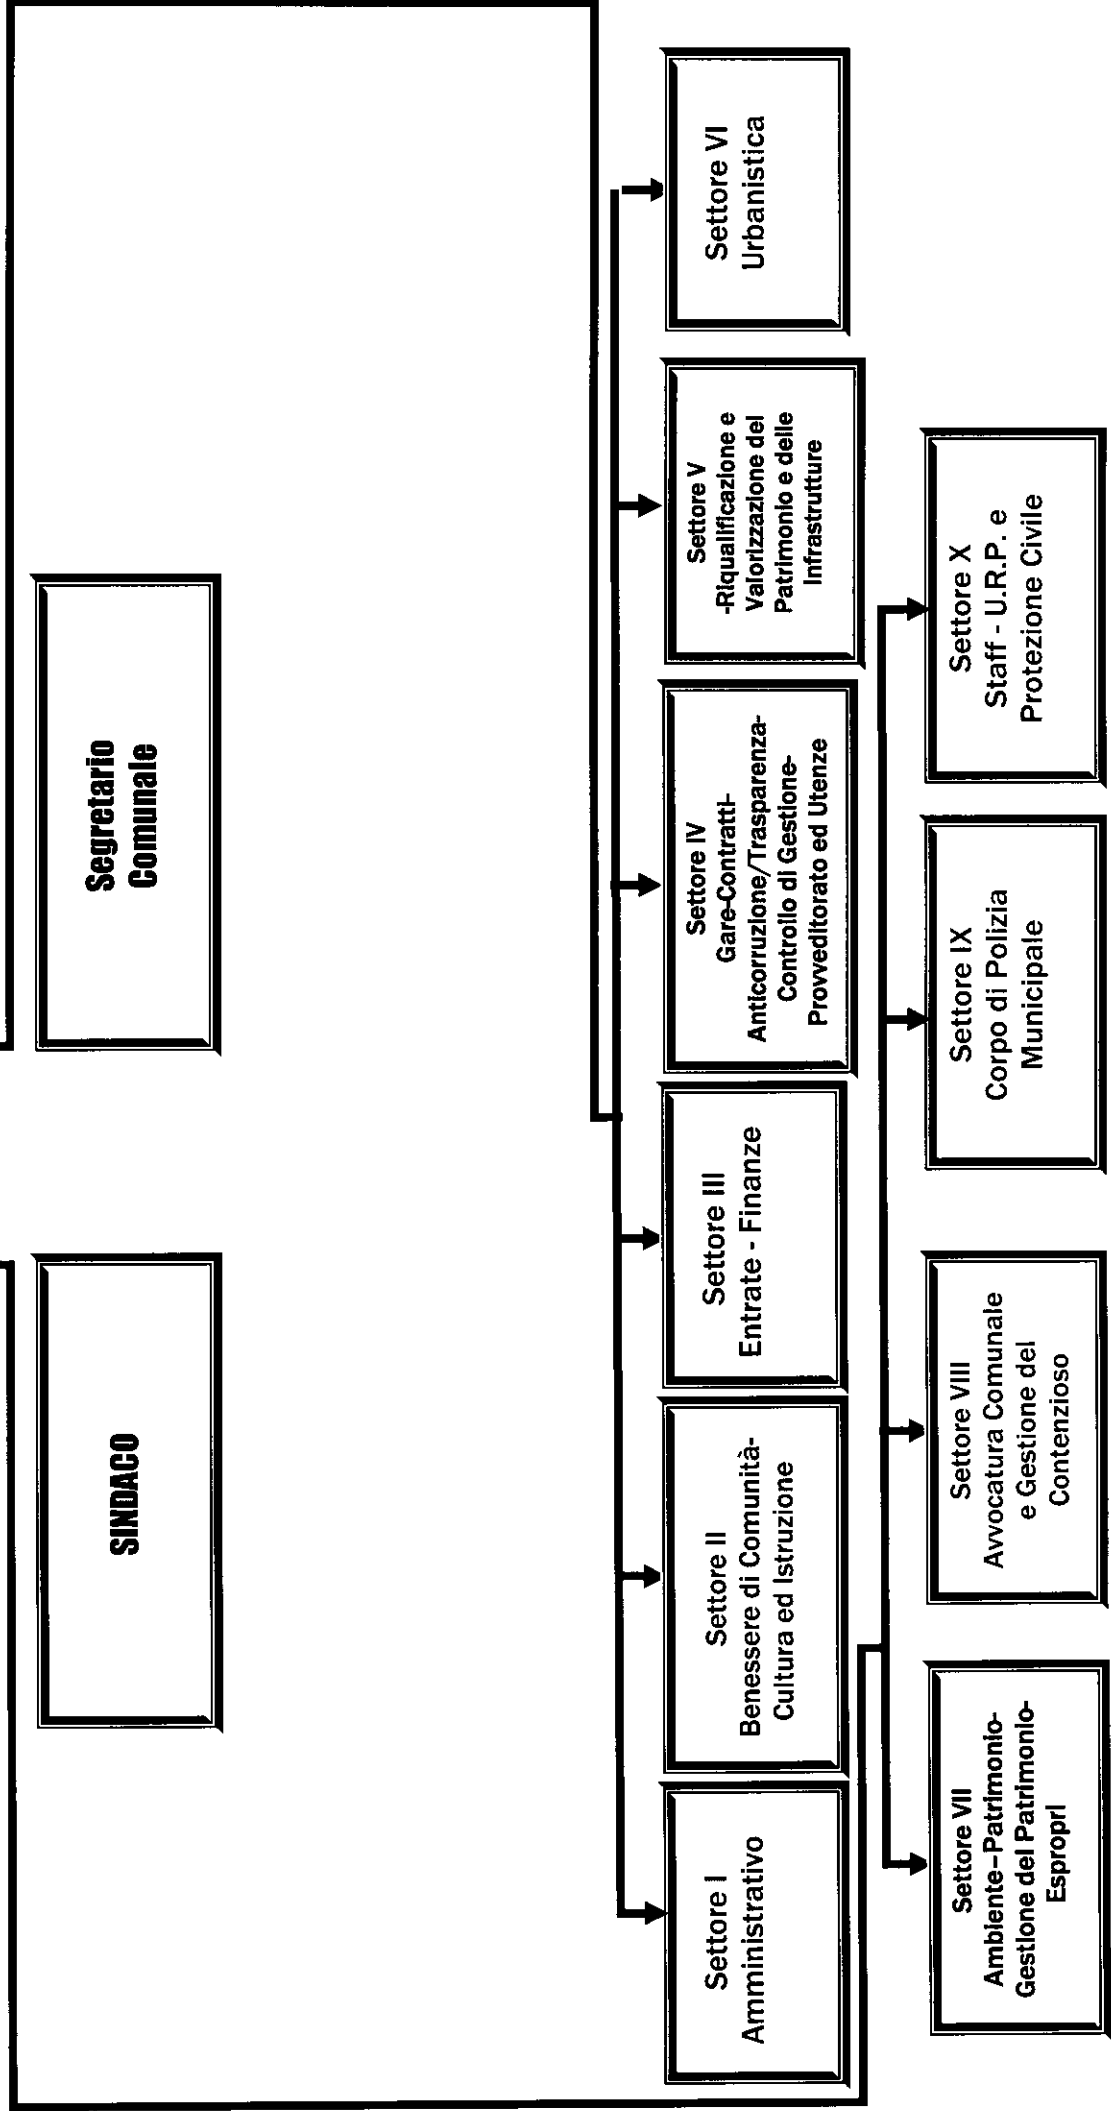 SINDACO
Segretario
Comunale
Settore I
Amministrativo
Settore II
Benessere di Comunità-
Cultura ed Istruzione
Settore III
Entrate - Finanze
Settore IV
Gare-Contratti-
Anticorruzione/Trasparenza-
Controllo di Gestione-
Provveditorato ed Utenze
Settore V
-Riqualificazione e
Valorizzazione del
Patrimonio e delle
Infrastrutture
Settore VI
Urbanistica
Settore VII
Ambiente-Patrimonio-
Gestione del Patrimonio-
Espropri
Settore VIII
Avvocatura Comunale
e Gestione del
Contenzioso
Settore IX
Corpo di Polizia
Municipale
Settore X
Staff - U.R.P. e
Protezione Civile